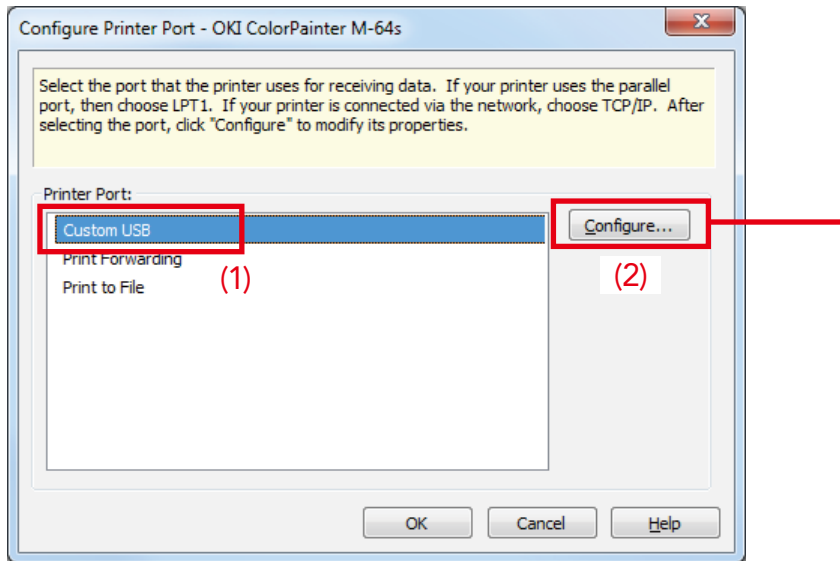 Configure Printer Port - OKI ColorPainter M-64s
Select the port that the printer uses for receiving data. If your printer uses the parallel
port, then choose LPT1. If your printer is connected via the network, choose TCP/IP. After
selecting the port, click "Configure" to modify its properties.
Printer Port:
Custom USB
Configure...
Print Forwarding
(1)
(2)
Print to File
OK
Cancel
Help